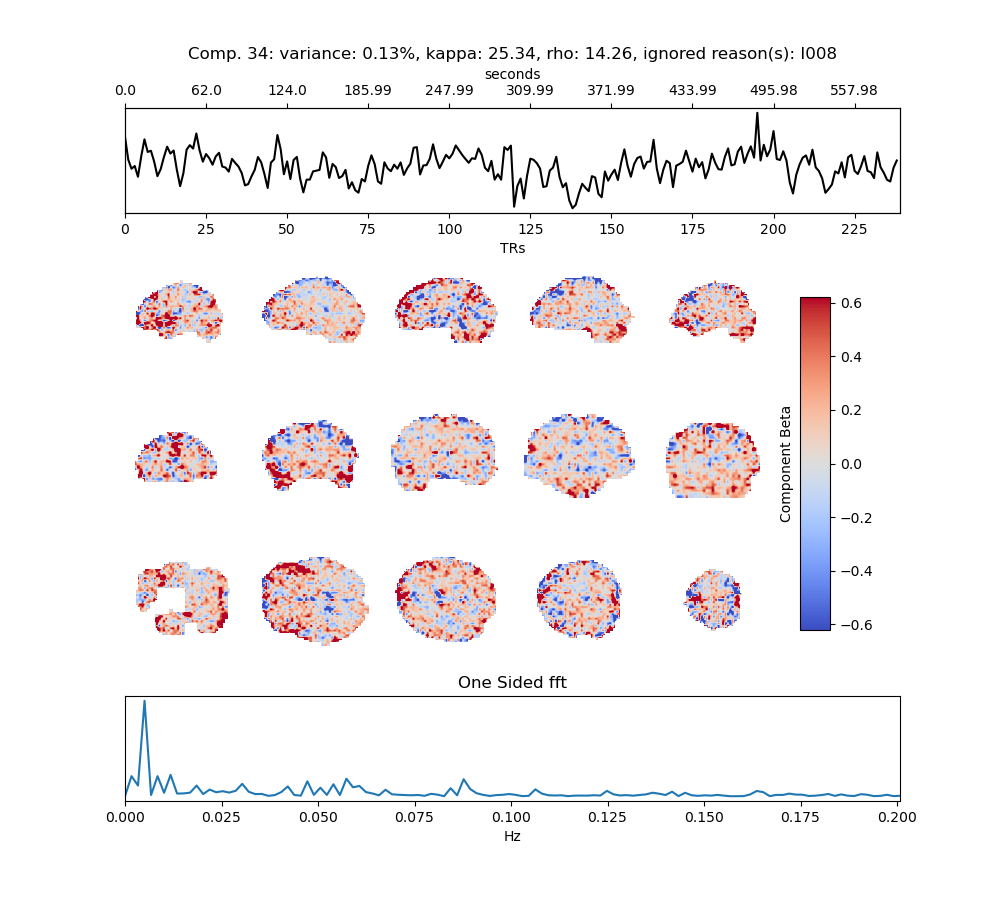 Comp. 34: variance: 0.13%, kappa: 25.34, rho: 14.26, ignored reason(s): I008
seconds
0.0 62.0 124.0 185.99 247.99 309.99 371.99 433.99 495.98 557.98
0 25 50 75 100 125 150 175 200 225
TRs
0.6
0.4
0.2
0.0
−0.2
−0.4
−0.6
Component Beta
One Sided fft
0.000 0.025 0.050 0.075 0.100 0.125 0.150 0.175 0.200
Hz